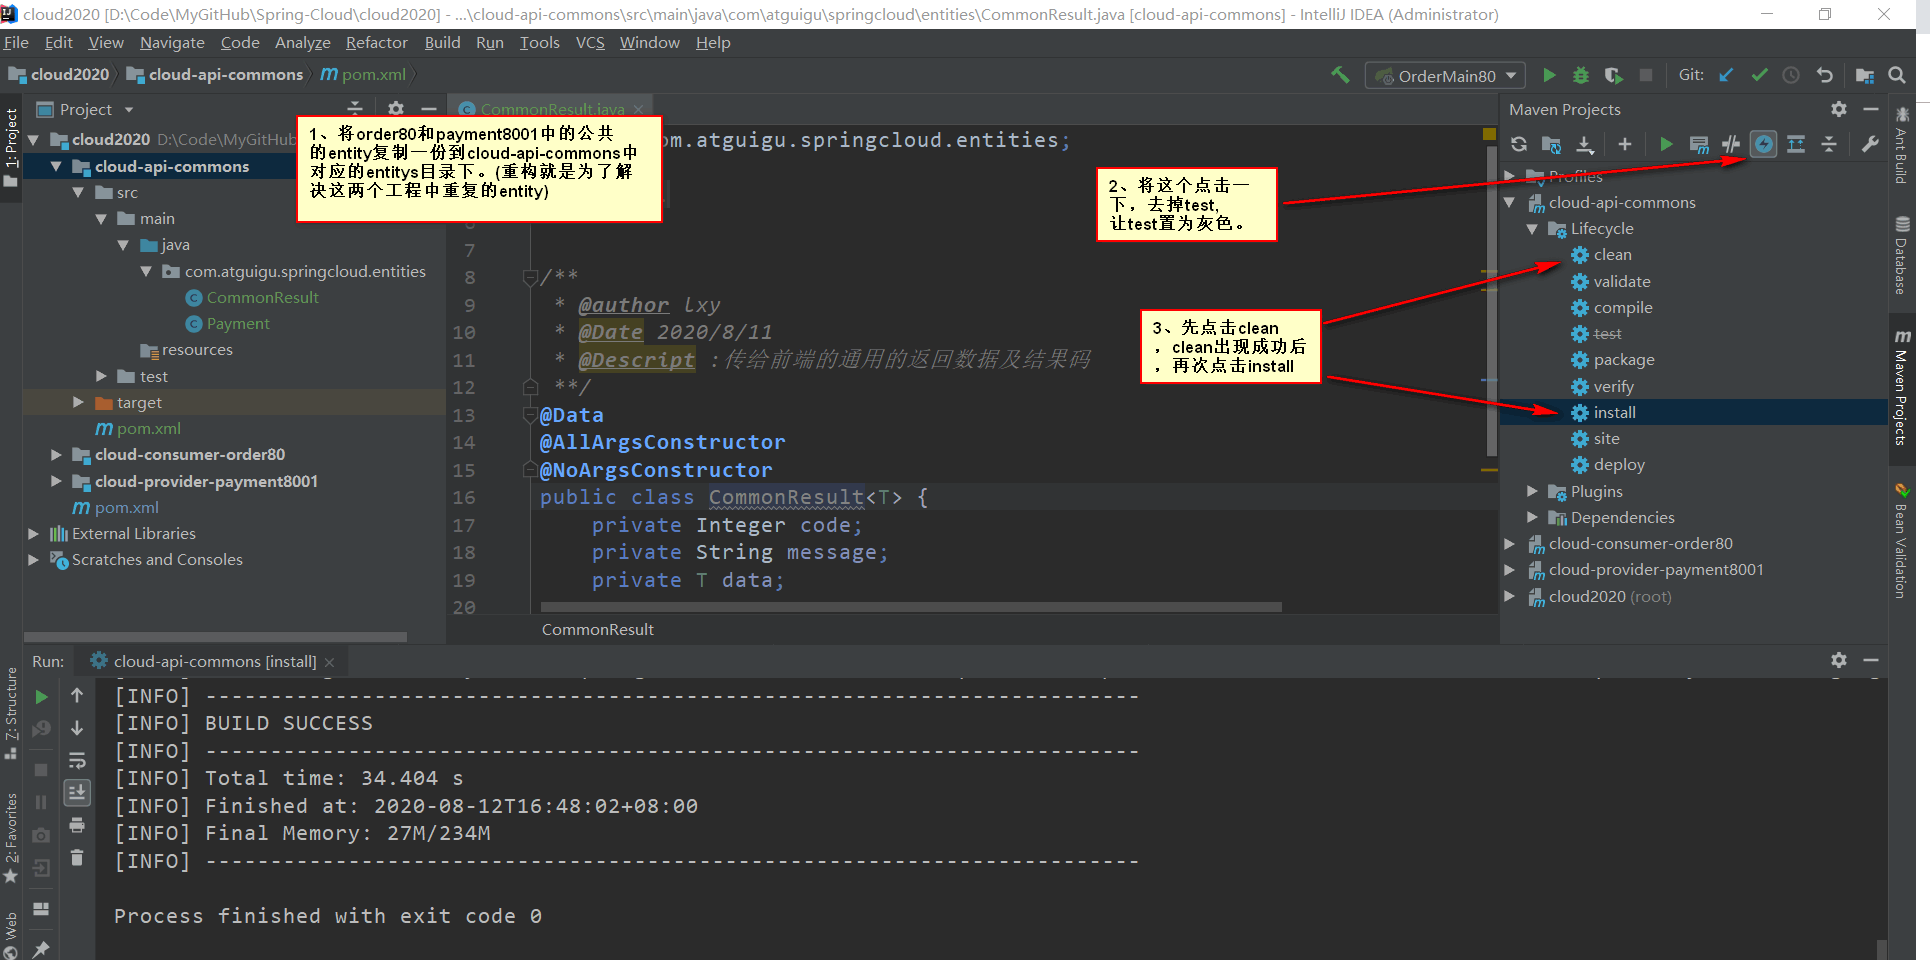 cloud2020 [D:\Code\MyGitHub\Spring-Cloud\cloud2020] - ...\cloud-api-commons\src\main\java\com\atguigu\springcloud\entities\CommonResult.java [cloud-api-commons] - IntelliJ IDEA (Administrator)
File Edit View Navigate Code Analyze Refactor Build Run Tools VCS Window Help
cloud2020 cloud-api-commons pom.xml
OrderMain80 Git:
Project
CommonResult.java
Maven Projects
1: Project
cloud2020 D:\Code\MyGitHub
cloud-api-commons
src
main
java
com.atguigu.springcloud.entities
CommonResult
Payment
resources
test
target
pom.xml
cloud-consumer-order80
cloud-provider-payment8001
pom.xml
External Libraries
Scratches and Consoles
1、将order80和payment8001中的公共
的entity复制一份到cloud-api-commons中
对应的entitys目录下。(重构就是为了解
决这两个工程中重复的entity)
om.atguigu.springcloud.entities;
7
8 /**
9 * @author lxy
10 * @Date 2020/8/11
11 * @Descript :传给前端的通用的返回数据及结果码
12 **/
13 @Data
14 @AllArgsConstructor
15 @NoArgsConstructor
16 public class CommonResult<T> {
17 private Integer code;
18 private String message;
19 private T data;
20
CommonResult
2、将这个点击一
下，去掉test,
让test置为灰色。
3、先点击clean
，clean出现成功后
，再次点击install
Profiles
cloud-api-commons
Lifecycle
clean
validate
compile
test
package
verify
install
site
deploy
Plugins
Dependencies
cloud-consumer-order80
cloud-provider-payment8001
cloud2020 (root)
Ant Build
Database
Maven Projects
Bean Validation
Run: cloud-api-commons [install]
[INFO] ------------------------------------------------------------------------
[INFO] BUILD SUCCESS
[INFO] ------------------------------------------------------------------------
[INFO] Total time: 34.404 s
[INFO] Finished at: 2020-08-12T16:48:02+08:00
[INFO] Final Memory: 27M/234M
[INFO] ------------------------------------------------------------------------
Process finished with exit code 0
7: Structure
2: Favorites
Web